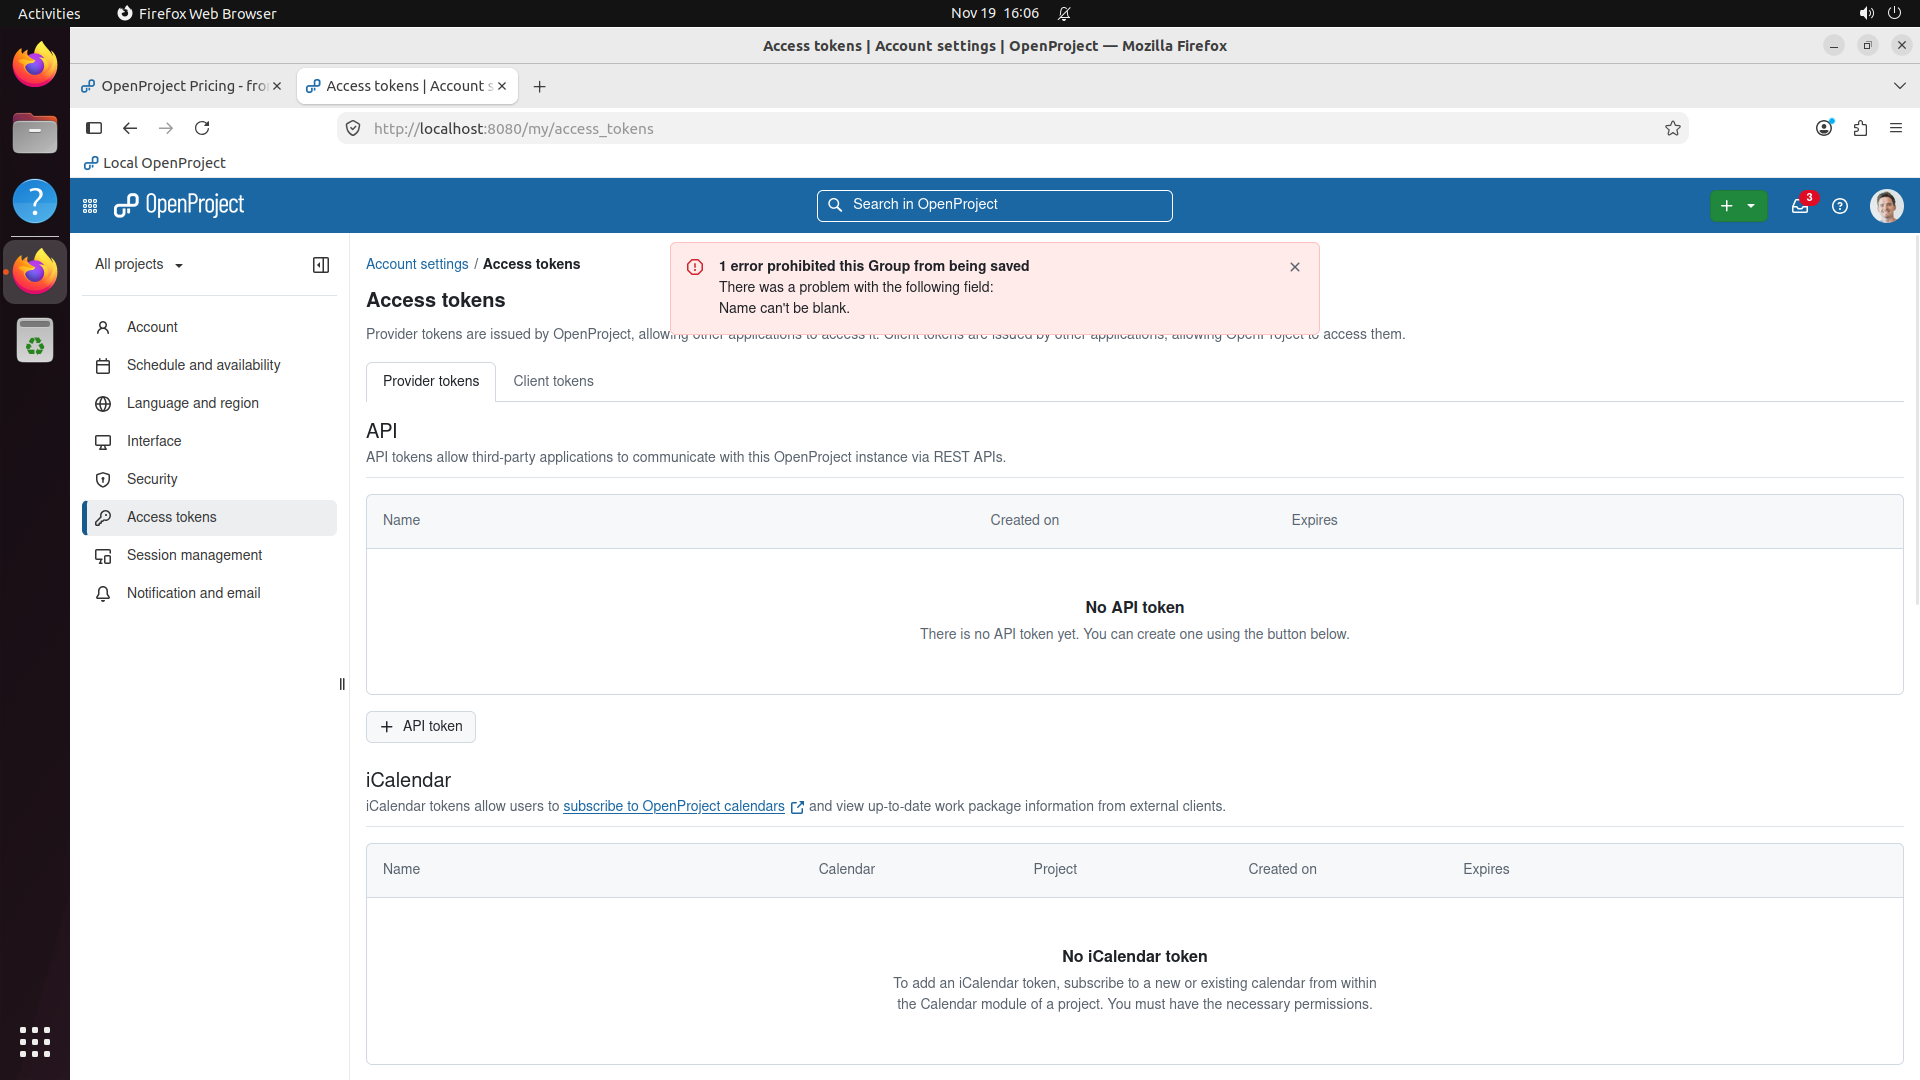 Activities
Firefox Web Browser
Nov 19 16:06
Access tokens | Account settings | OpenProject — Mozilla Firefox
OpenProject Pricing - fro
Access tokens | Account s
http://localhost:8080/my/access_tokens
Local OpenProject
OpenProject
Search in OpenProject
3
All projects
Account
Schedule and availability
Language and region
Interface
Security
Access tokens
Session management
Notification and email
Account settings / Access tokens
1 error prohibited this Group from being saved
There was a problem with the following field:
Name can't be blank.
Access tokens
Provider tokens are issued by OpenProject, allowing other applications to access it. Client tokens are issued by other applications, allowing OpenProject to access them.
Provider tokens
Client tokens
API
API tokens allow third-party applications to communicate with this OpenProject instance via REST APIs.
Name Created on Expires
No API token
There is no API token yet. You can create one using the button below.
+ API token
iCalendar
iCalendar tokens allow users to subscribe to OpenProject calendars and view up-to-date work package information from external clients.
Name Calendar Project Created on Expires
No iCalendar token
To add an iCalendar token, subscribe to a new or existing calendar from within
the Calendar module of a project. You must have the necessary permissions.